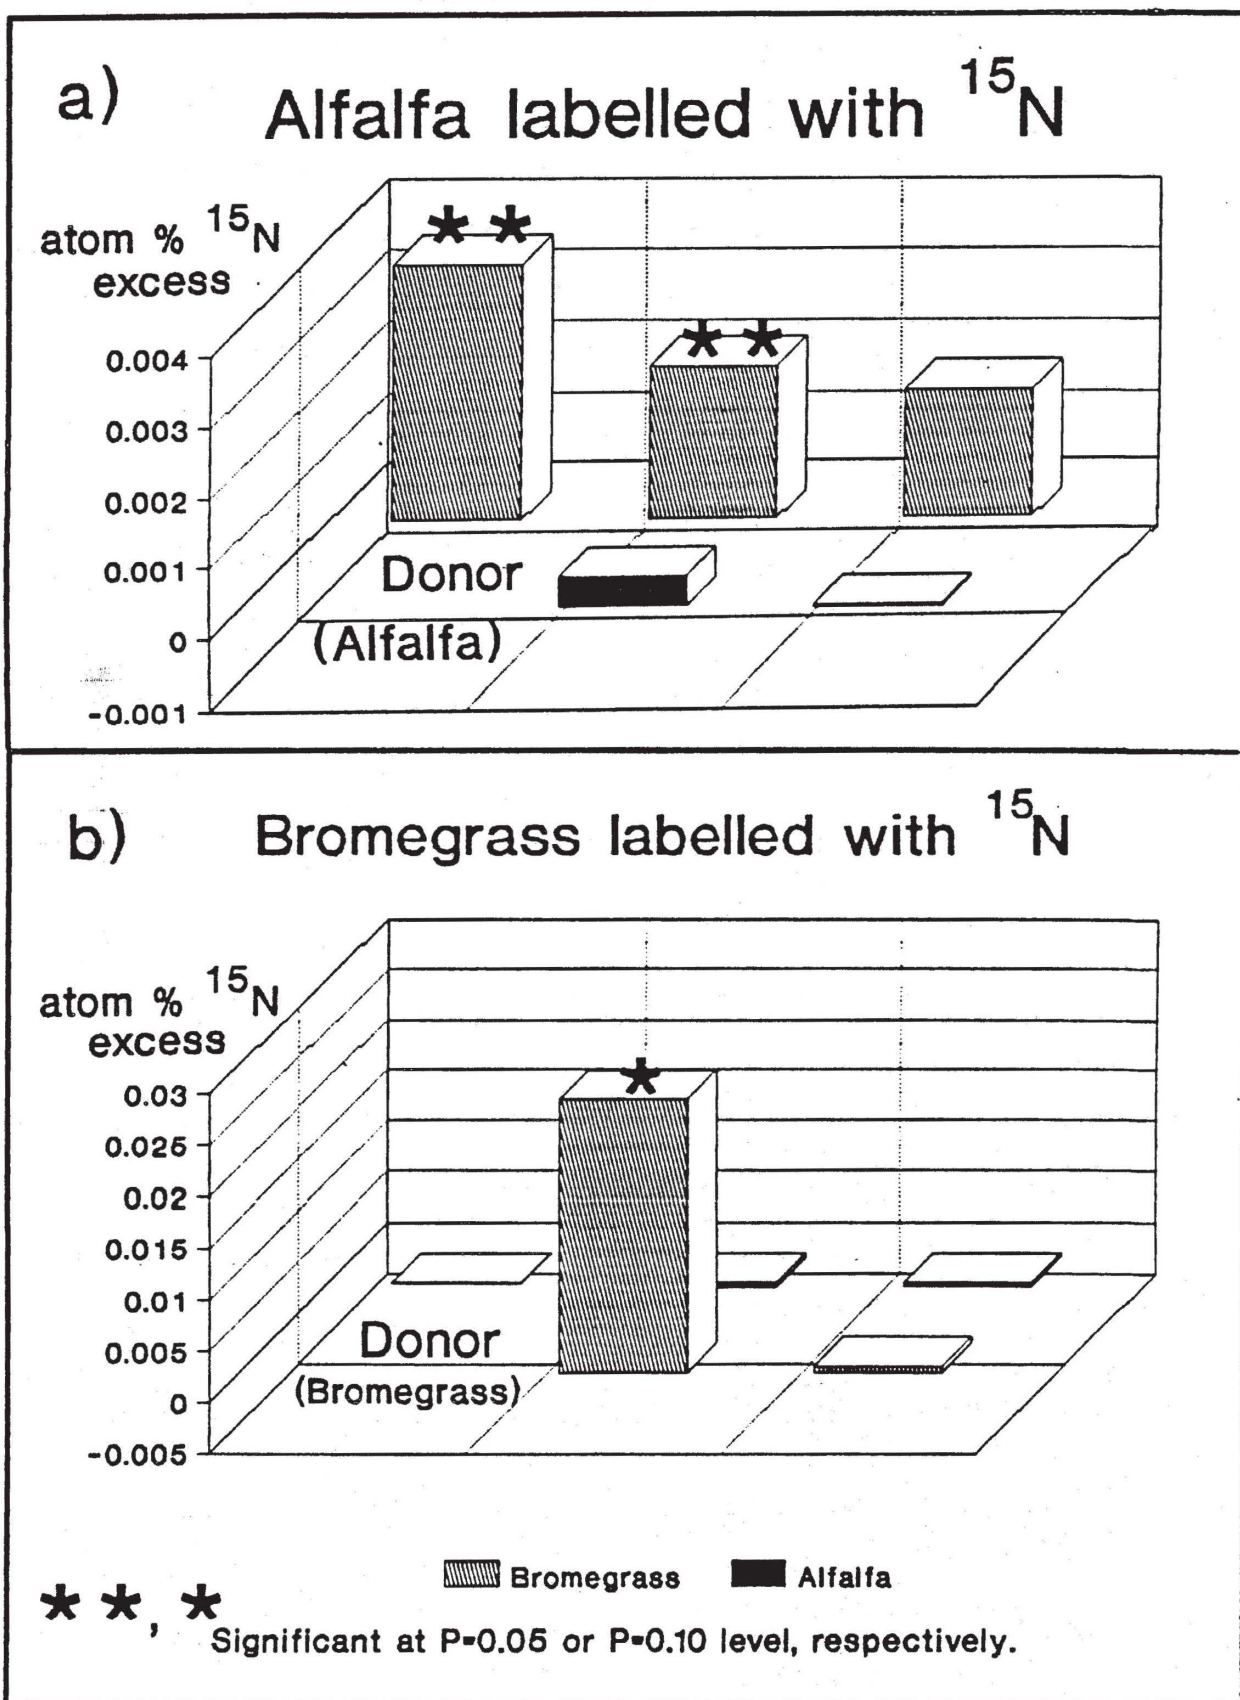 a)
Alfalfa labelled with ¹⁵N
atom % ¹⁵N
excess
0.004
0.003
0.002
0.001
0
-0.001
* *
* *
Donor
(Alfalfa)
b)
Bromegrass labelled with ¹⁵N
atom % ¹⁵N
excess
0.03
0.025
0.02
0.015
0.01
0.005
0
-0.005
*
Donor
(Bromegrass)
Bromegrass
Alfalfa
* *, *
Significant at P=0.05 or P=0.10 level, respectively.